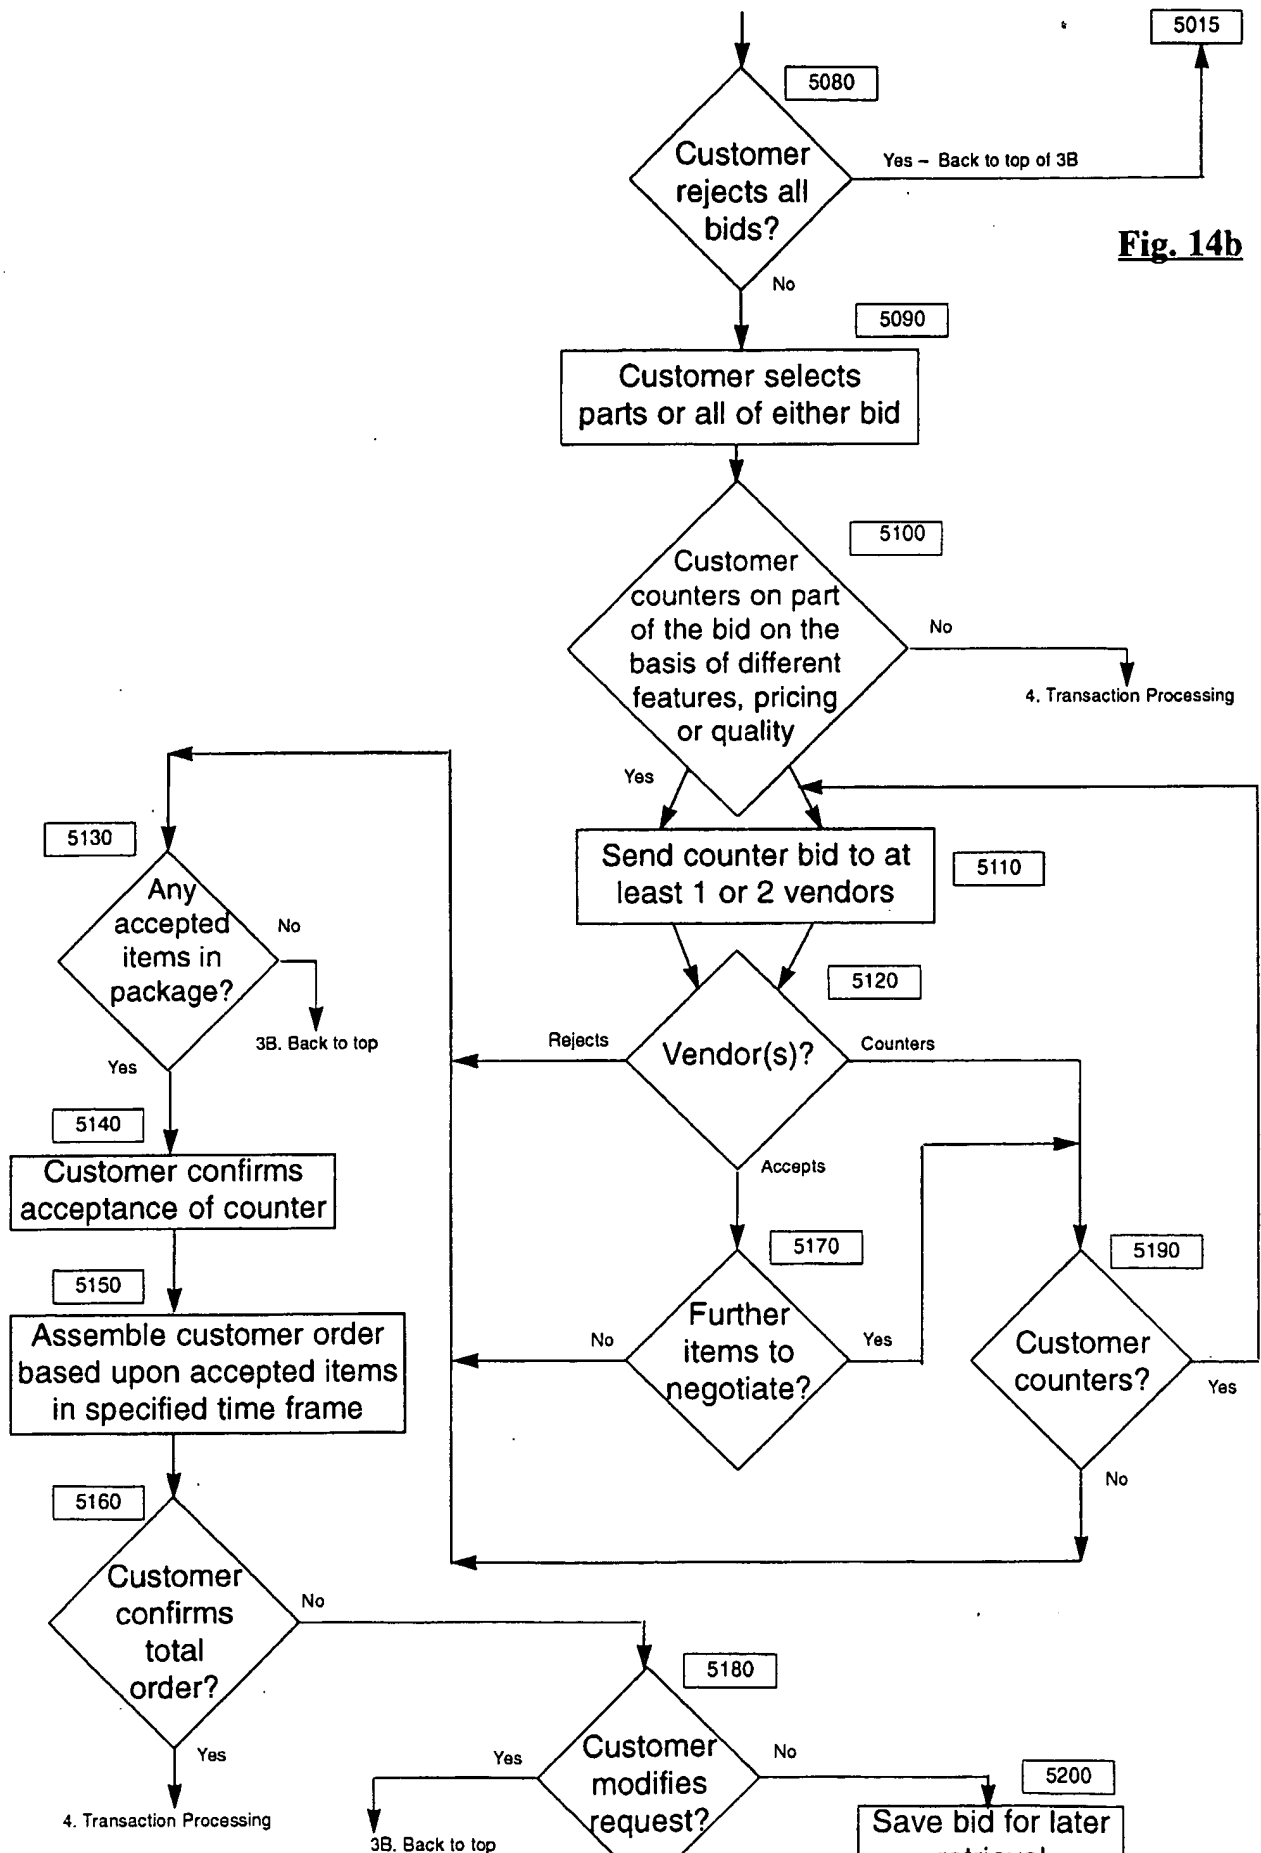 5015
5080
Customer
rejects all
bids?
Yes – Back to top of 3B
Fig. 14b
No
5090
Customer selects
parts or all of either bid
5100
Customer
counters on part
of the bid on the
basis of different
features, pricing
or quality
No
4. Transaction Processing
Yes
5110
Send counter bid to at
least 1 or 2 vendors
5130
Any
accepted
items in
package?
No
3B. Back to top
Yes
5120
Vendor(s)?
Rejects
Counters
Accepts
5140
Customer confirms
acceptance of counter
5170
Further
items to
negotiate?
No
Yes
5190
Customer
counters?
Yes
No
5150
Assemble customer order
based upon accepted items
in specified time frame
5160
Customer
confirms
total
order?
No
Yes
4. Transaction Processing
5180
Customer
modifies
request?
Yes
3B. Back to top
No
5200
Save bid for later